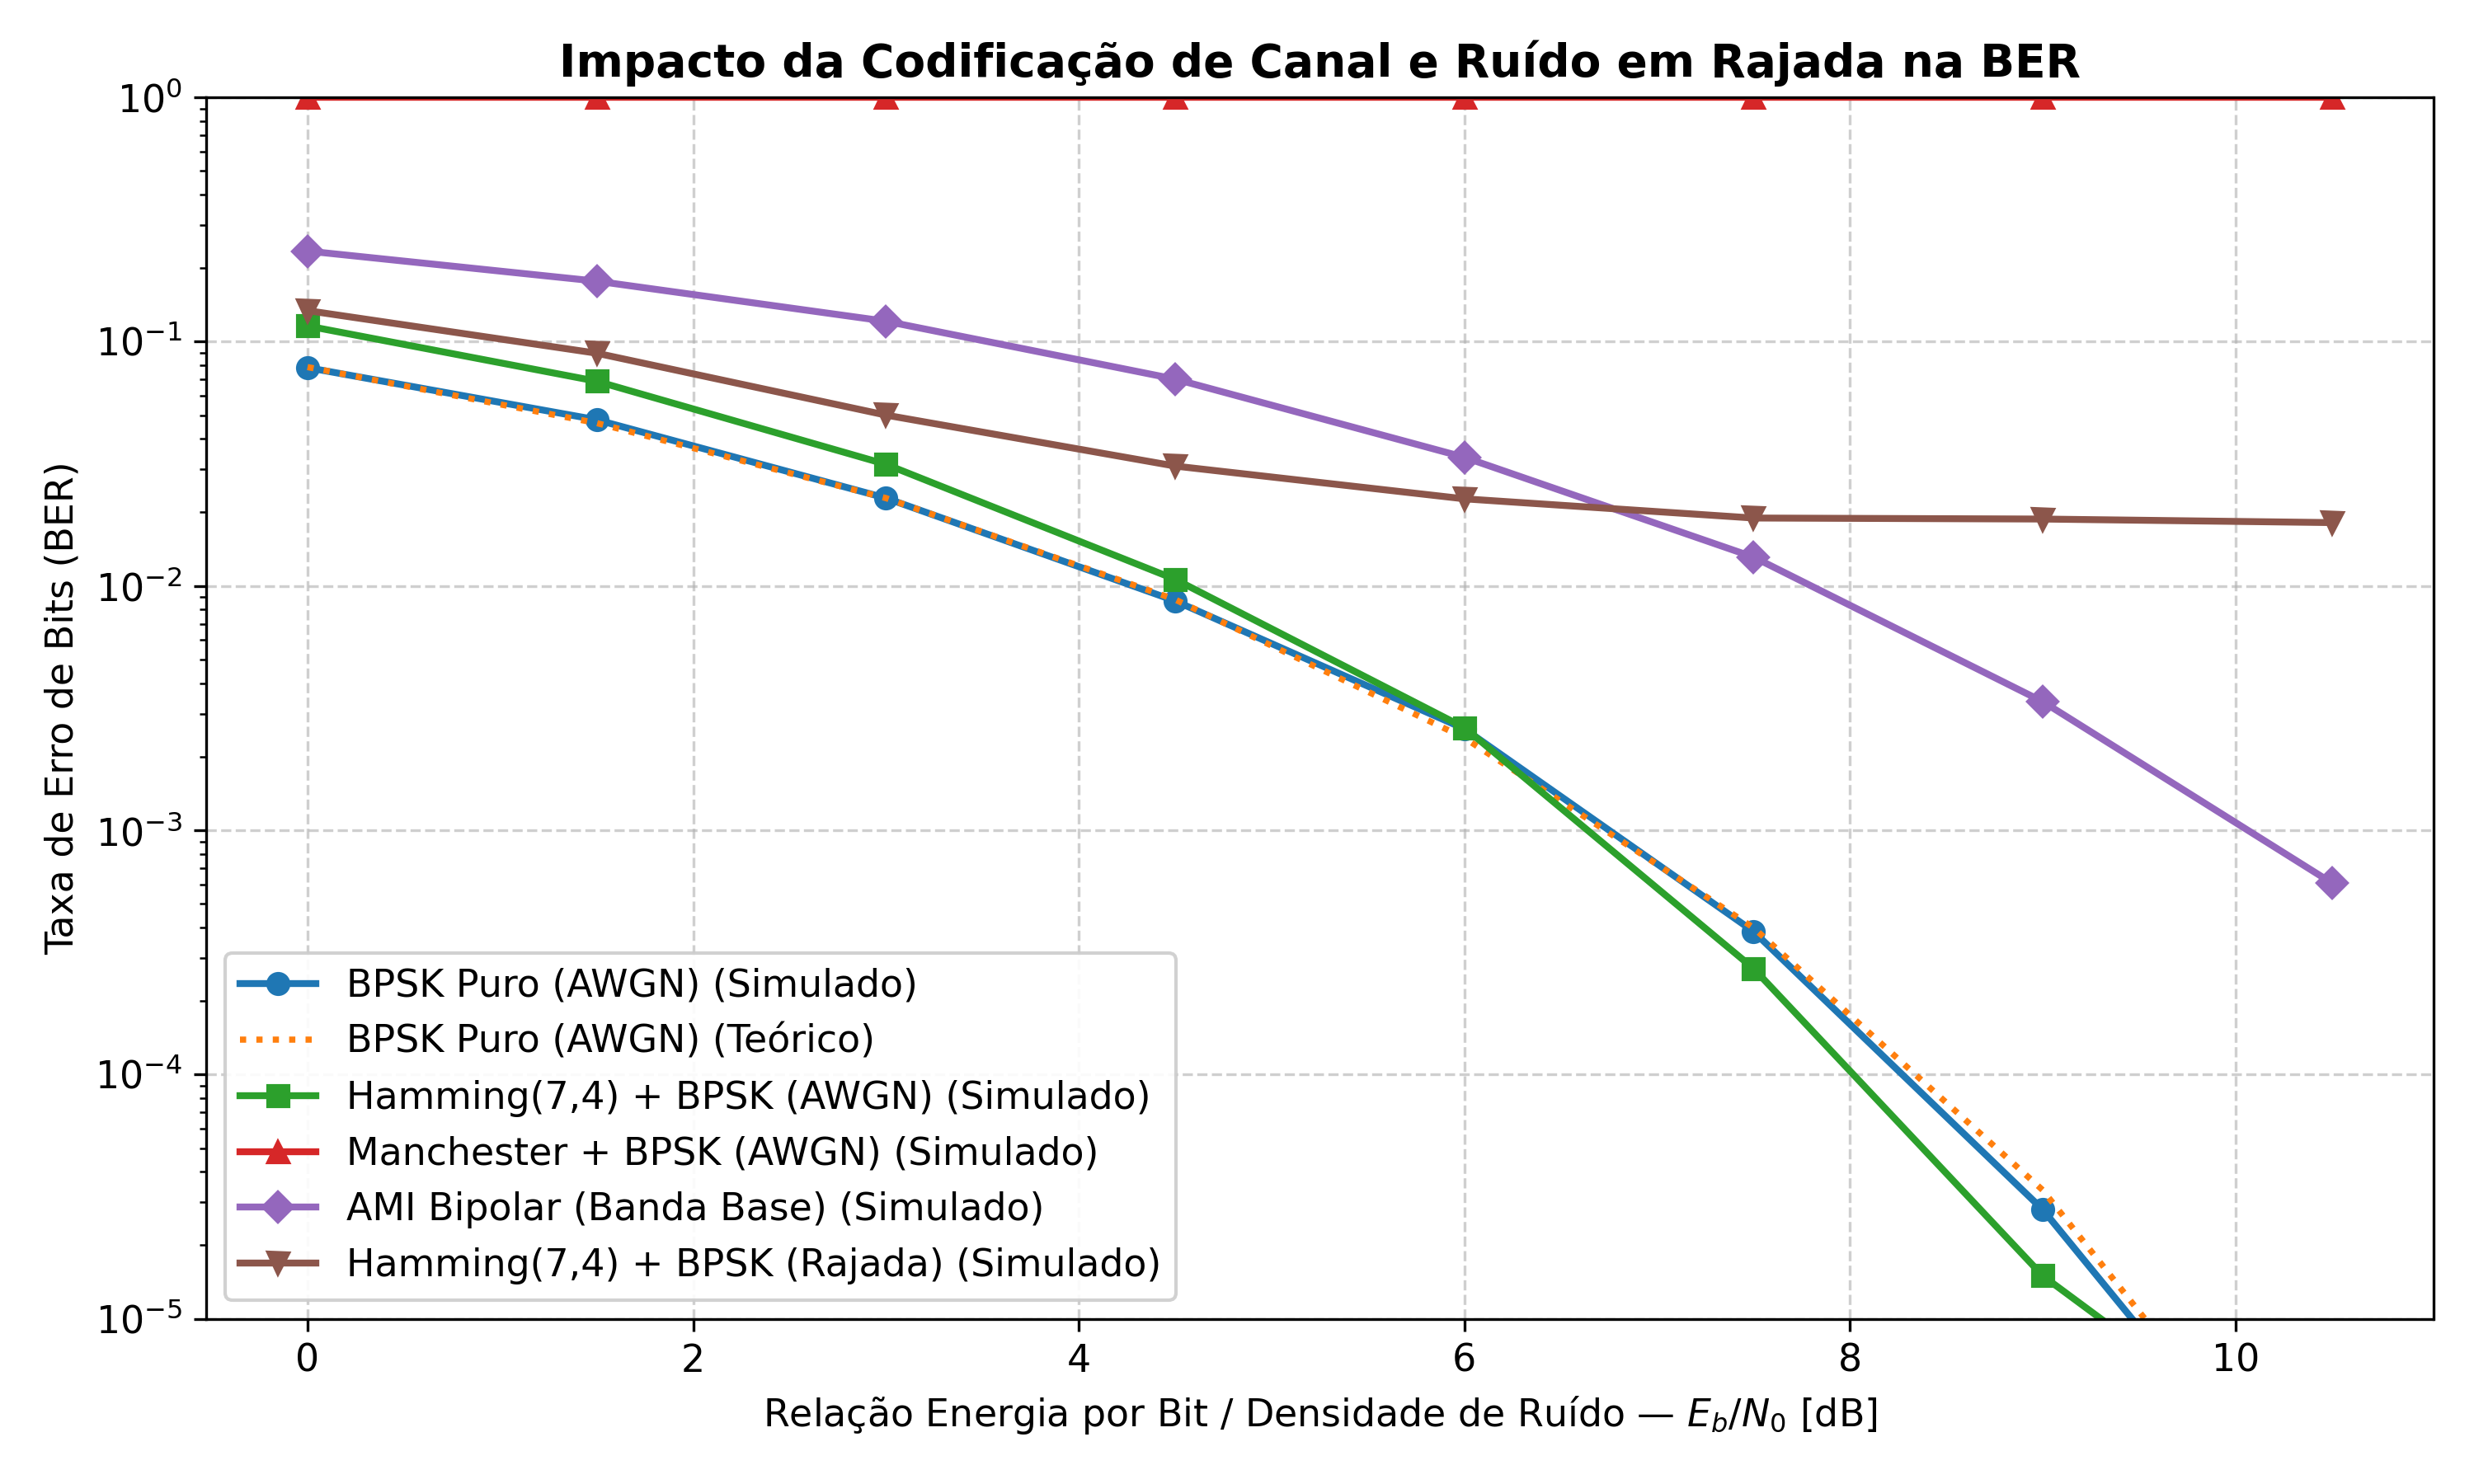 Impacto da Codificação de Canal e Ruído em Rajada na BER
10⁰
10⁻¹
10⁻²
10⁻³
10⁻⁴
10⁻⁵
Taxa de Erro de Bits (BER)
BPSK Puro (AWGN) (Simulado)
BPSK Puro (AWGN) (Teórico)
Hamming(7,4) + BPSK (AWGN) (Simulado)
Manchester + BPSK (AWGN) (Simulado)
AMI Bipolar (Banda Base) (Simulado)
Hamming(7,4) + BPSK (Rajada) (Simulado)
0 2 4 6 8 10
Relação Energia por Bit / Densidade de Ruído — E_b/N_0 [dB]